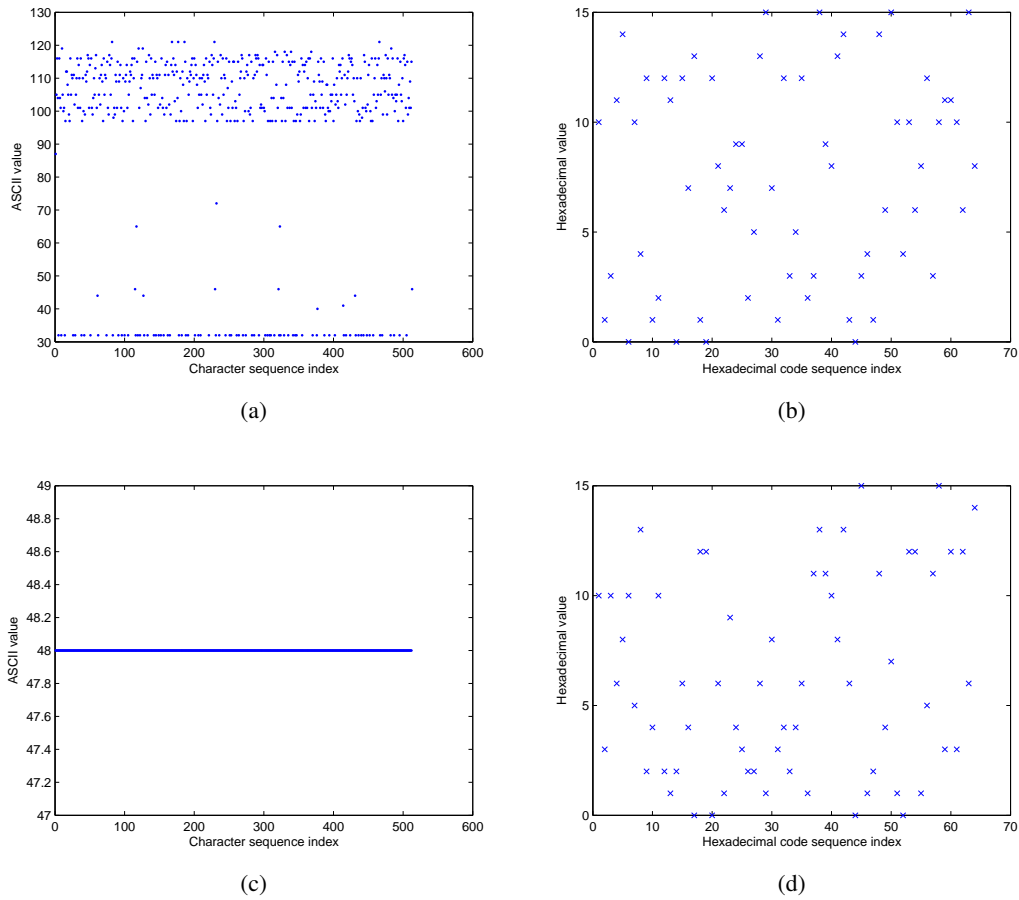 130
120
110
100
90
80
70
60
50
40
30
0 100 200 300 400 500 600
ASCII value
Character sequence index
(a)
15
10
5
0
0 10 20 30 40 50 60 70
Hexadecimal value
Hexadecimal code sequence index
(b)
49
48.8
48.6
48.4
48.2
48
47.8
47.6
47.4
47.2
47
0 100 200 300 400 500 600
ASCII value
Character sequence index
(c)
15
10
5
0
0 10 20 30 40 50 60 70
Hexadecimal value
Hexadecimal code sequence index
(d)